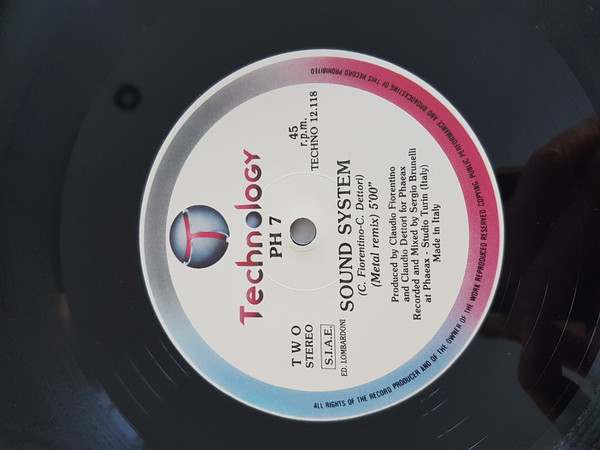 Technology
PH 7
45
r.p.m.
TECHNO 12.118
T W O
STEREO
S.I.A.E.
ED. LOMBARDONI
SOUND SYSTEM
(C. Fiorentino-C. Dettori)
(Metal remix) 5'00"
Produced by Claudio Fiorentino
and Claudio Dettori for Phaeax
Recorded and Mixed by Sergio Brunelli
at Phaeax - Studio Turin (Italy)
Made in Italy
ALL RIGHTS OF THE RECORD PRODUCER AND OF THE OWNER OF THE WORK REPRODUCED RESERVED COPYING PUBLIC PERFORMANCE AND BROADCASTING OF THIS RECORD PROHIBITED